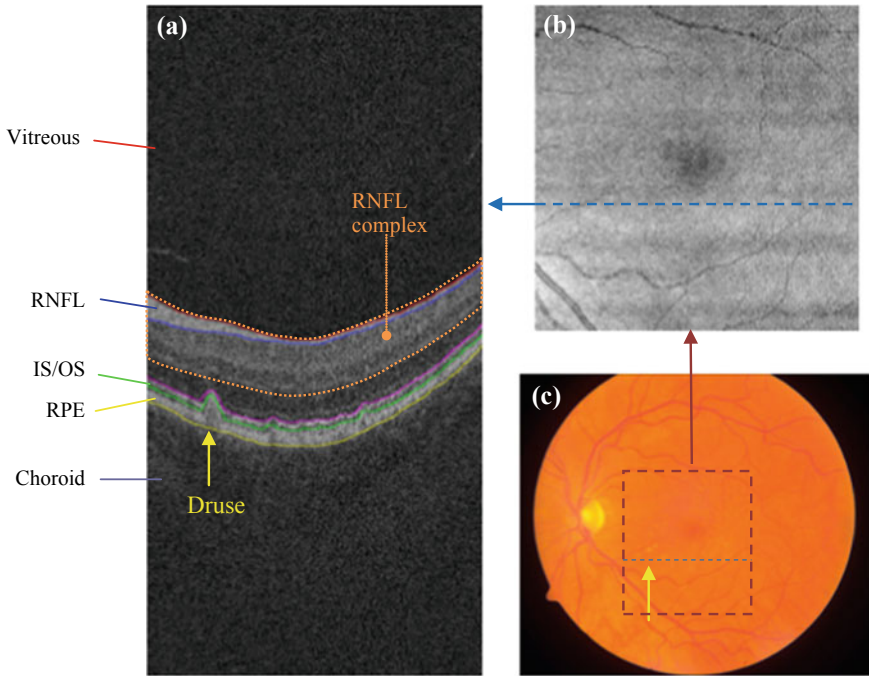 (a)
(b)
Vitreous
RNFL
complex
RNFL
IS/OS
RPE
(c)
Choroid
Druse